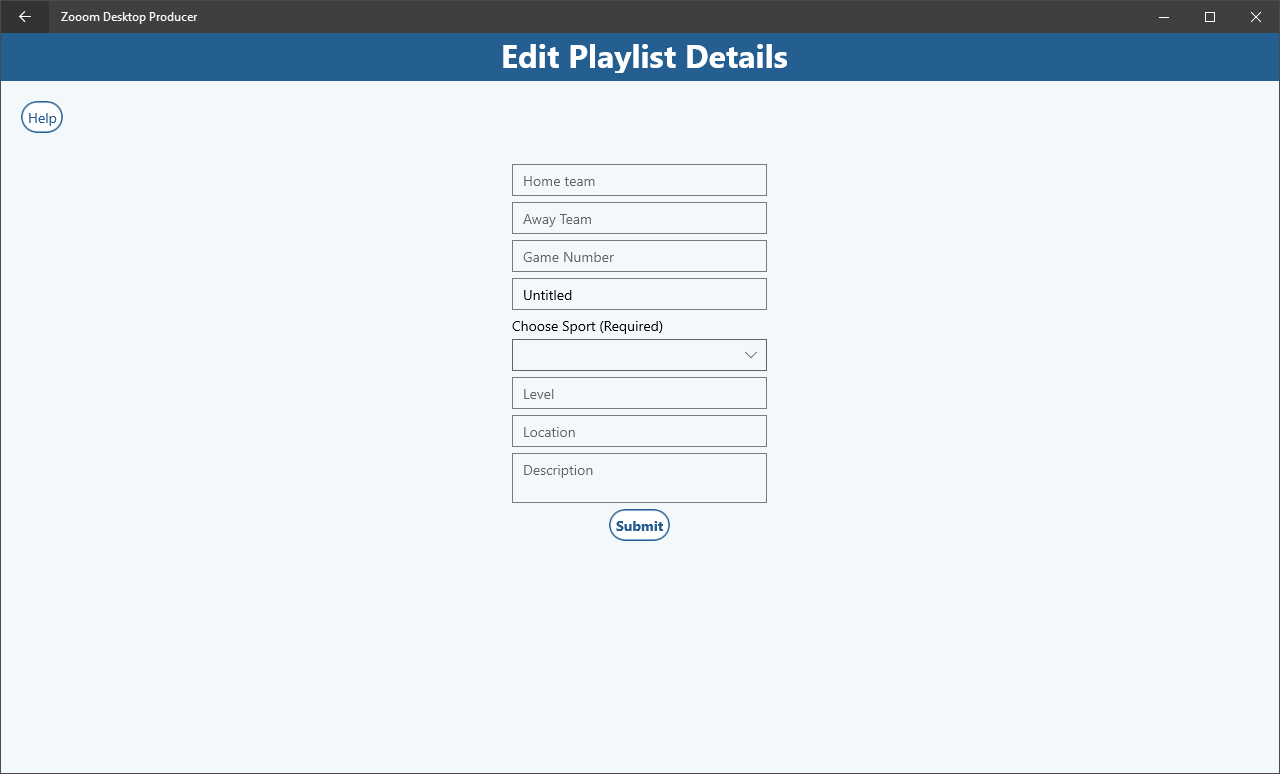 Zooom Desktop Producer
Edit Playlist Details
Help
Home team
Away Team
Game Number
Untitled
Choose Sport (Required)
Level
Location
Description
Submit